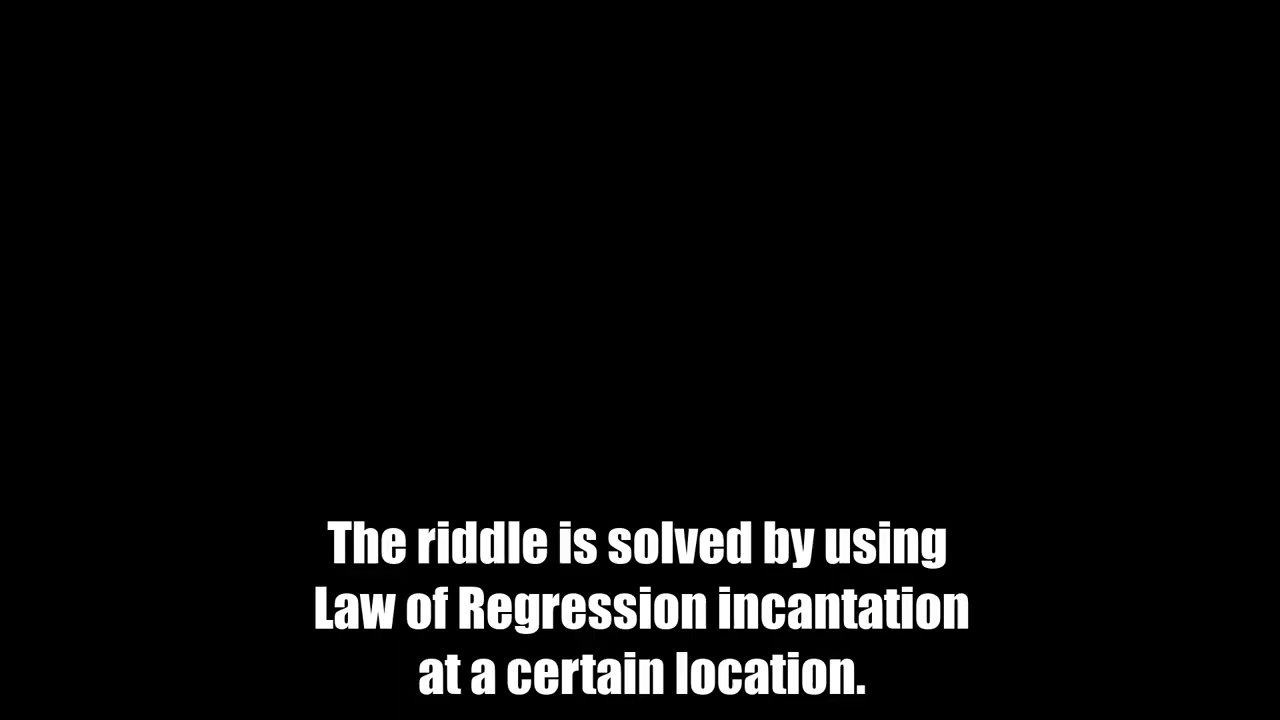 The riddle is solved by using
Law of Regression incantation
at a certain location.